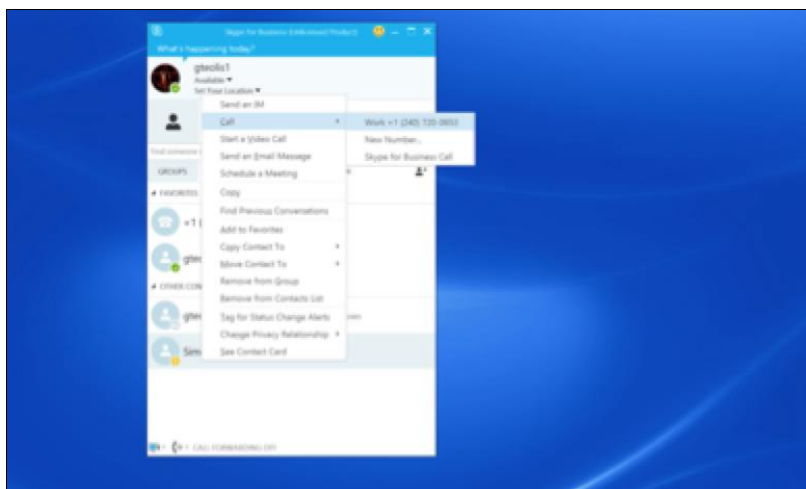 Skype for Business (Unlicensed Product)
What's happening today?
gteolis1
Available
Set Your Location
Send an IM
Call
Work +1 (240)
Start a Video Call
New Number...
Find someone
Send an Email Message
Skype for Business Call
GROUPS
Schedule a Meeting
FAVORITES
Copy
+1 (
Find Previous Conversations
Add to Favorites
Copy Contact To
Move Contact To
OTHER CON
Remove from Group
Remove from Contacts List
Tag for Status Change Alerts
Change Privacy Relationship
See Contact Card
CALL FORWARDING OFF